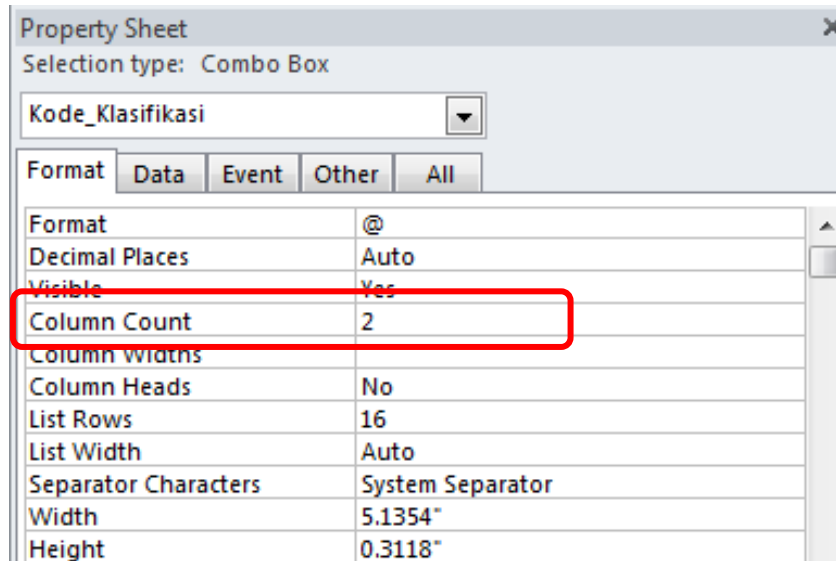 Property Sheet
Selection type: Combo Box
Kode_Klasifikasi
Format Data Event Other All
Format @
Decimal Places Auto
Visible Yes
Column Count 2
Column Widths
Column Heads No
List Rows 16
List Width Auto
Separator Characters System Separator
Width 5.1354"
Height 0.3118"